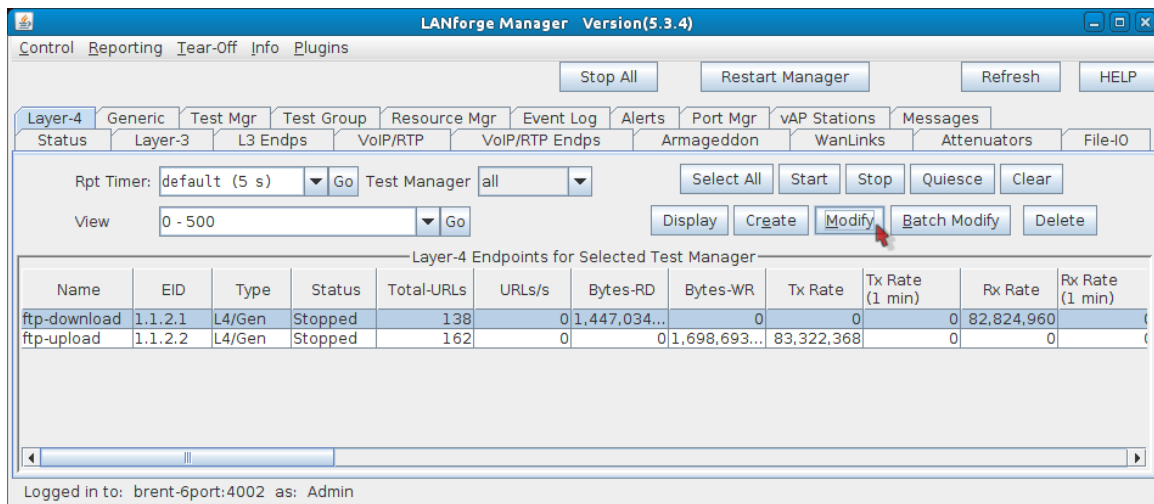 LANforge Manager Version(5.3.4)
Control Reporting Tear-Off Info Plugins
Stop All Restart Manager Refresh HELP
Layer-4 Generic Test Mgr Test Group Resource Mgr Event Log Alerts Port Mgr vAP Stations Messages
Status Layer-3 L3 Endps VoIP/RTP VoIP/RTP Endps Armageddon WanLinks Attenuators File-IO
Rpt Timer: default (5 s) Go Test Manager all Select All Start Stop Quiesce Clear
View 0 - 500 Go Display Create Modify Batch Modify Delete
Layer-4 Endpoints for Selected Test Manager
Name EID Type Status Total-URLs URLs/s Bytes-RD Bytes-WR Tx Rate Tx Rate (1 min) Rx Rate Rx Rate (1 min)
ftp-download 1.1.2.1 L4/Gen Stopped 138 0 1,447,034... 0 0 0 82,824,960
ftp-upload 1.1.2.2 L4/Gen Stopped 162 0 0 1,698,693... 83,322,368 0 0
Logged in to: brent-6port:4002 as: Admin